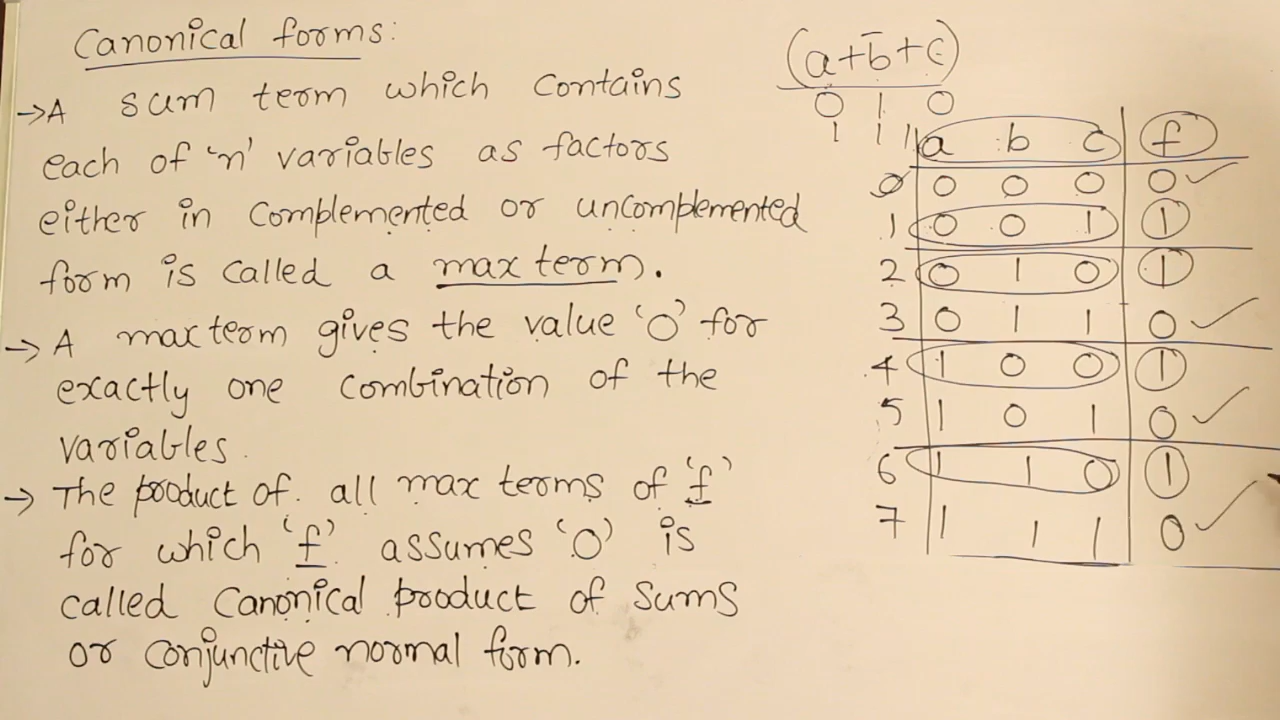 Canonical forms:
→A sum term which contains
each of 'n' variables as factors
either in complemented or uncomplemented
form is called a max term.
→ A max term gives the value '0' for
exactly one combination of the
variables.
→ The product of. all max terms of 'f'
for which 'f' assumes '0' is
called canonical product of sums
or conjunctive normal form.
(a+b̅+c)
0 1 0
1 1 1
a b c f
0 0 0 0 0 ✓
1 0 0 1 1
2 0 1 0 1
3 0 1 1 0 ✓
4 1 0 0 1
5 1 0 1 0 ✓
6 1 1 0 1
7 1 1 1 0 ✓